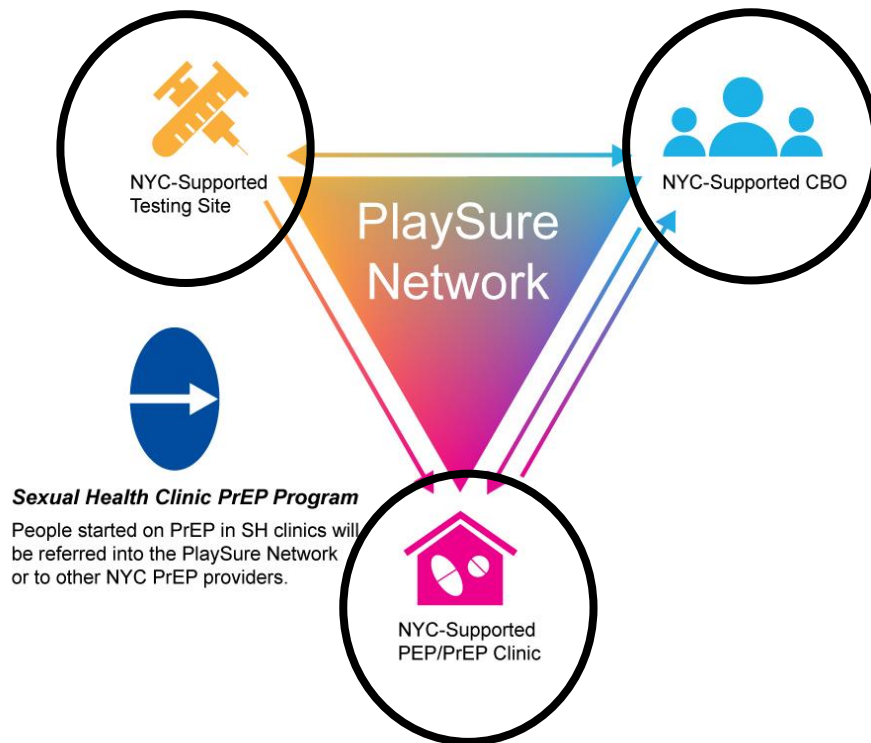 NYC-Supported
Testing Site
NYC-Supported CBO
PlaySure
Network
Sexual Health Clinic PrEP Program
People started on PrEP in SH clinics will
be referred into the PlaySure Network
or to other NYC PrEP providers.
NYC-Supported
PEP/PrEP Clinic